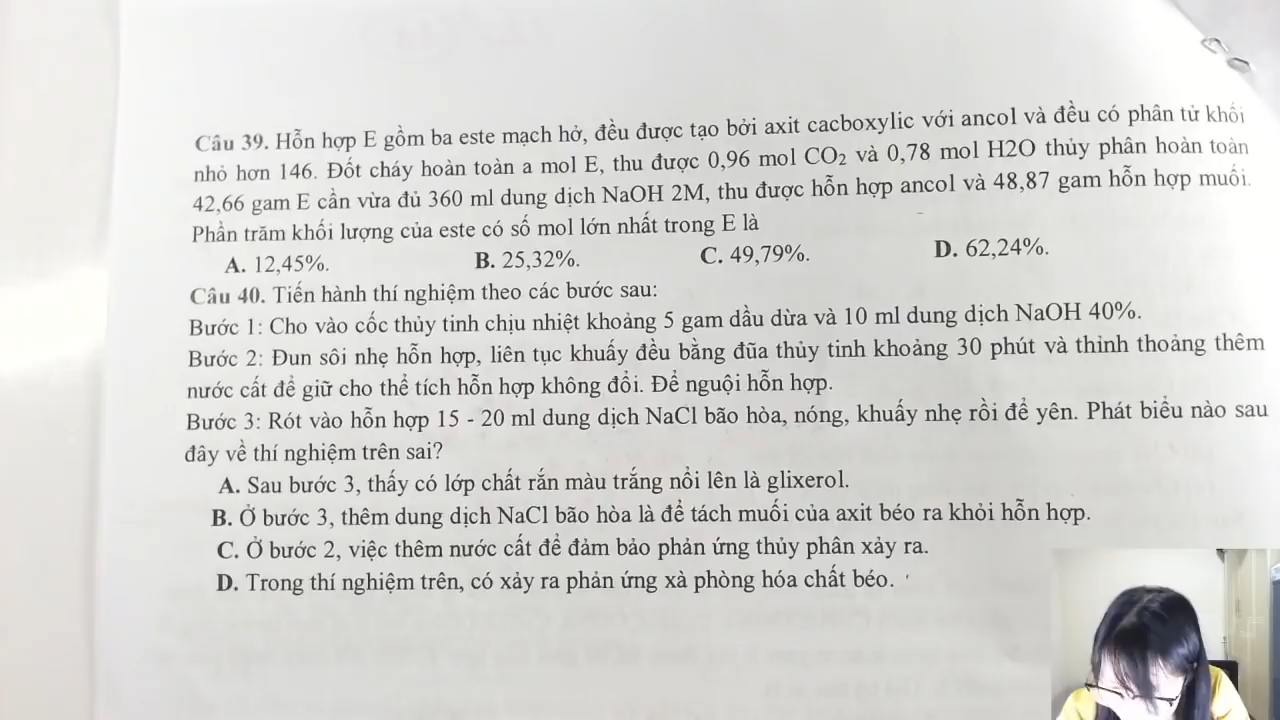 Câu 39. Hỗn hợp E gồm ba este mạch hở, đều được tạo bởi axit cacboxylic với ancol và đều có phân tử khối
nhỏ hơn 146. Đốt cháy hoàn toàn a mol E, thu được 0,96 mol CO₂ và 0,78 mol H2O thủy phân hoàn toàn
42,66 gam E cần vừa đủ 360 ml dung dịch NaOH 2M, thu được hỗn hợp ancol và 48,87 gam hỗn hợp muối.
Phần trăm khối lượng của este có số mol lớn nhất trong E là
A. 12,45%. B. 25,32%. C. 49,79%. D. 62,24%.
Câu 40. Tiến hành thí nghiệm theo các bước sau:
Bước 1: Cho vào cốc thủy tinh chịu nhiệt khoảng 5 gam dầu dừa và 10 ml dung dịch NaOH 40%.
Bước 2: Đun sôi nhẹ hỗn hợp, liên tục khuấy đều bằng đũa thủy tinh khoảng 30 phút và thỉnh thoảng thêm
nước cất để giữ cho thể tích hỗn hợp không đổi. Để nguội hỗn hợp.
Bước 3: Rót vào hỗn hợp 15 - 20 ml dung dịch NaCl bão hòa, nóng, khuấy nhẹ rồi để yên. Phát biểu nào sau
đây về thí nghiệm trên sai?
A. Sau bước 3, thấy có lớp chất rắn màu trắng nổi lên là glixerol.
B. Ở bước 3, thêm dung dịch NaCl bão hòa là để tách muối của axit béo ra khỏi hỗn hợp.
C. Ở bước 2, việc thêm nước cất để đảm bảo phản ứng thủy phân xảy ra.
D. Trong thí nghiệm trên, có xảy ra phản ứng xà phòng hóa chất béo.